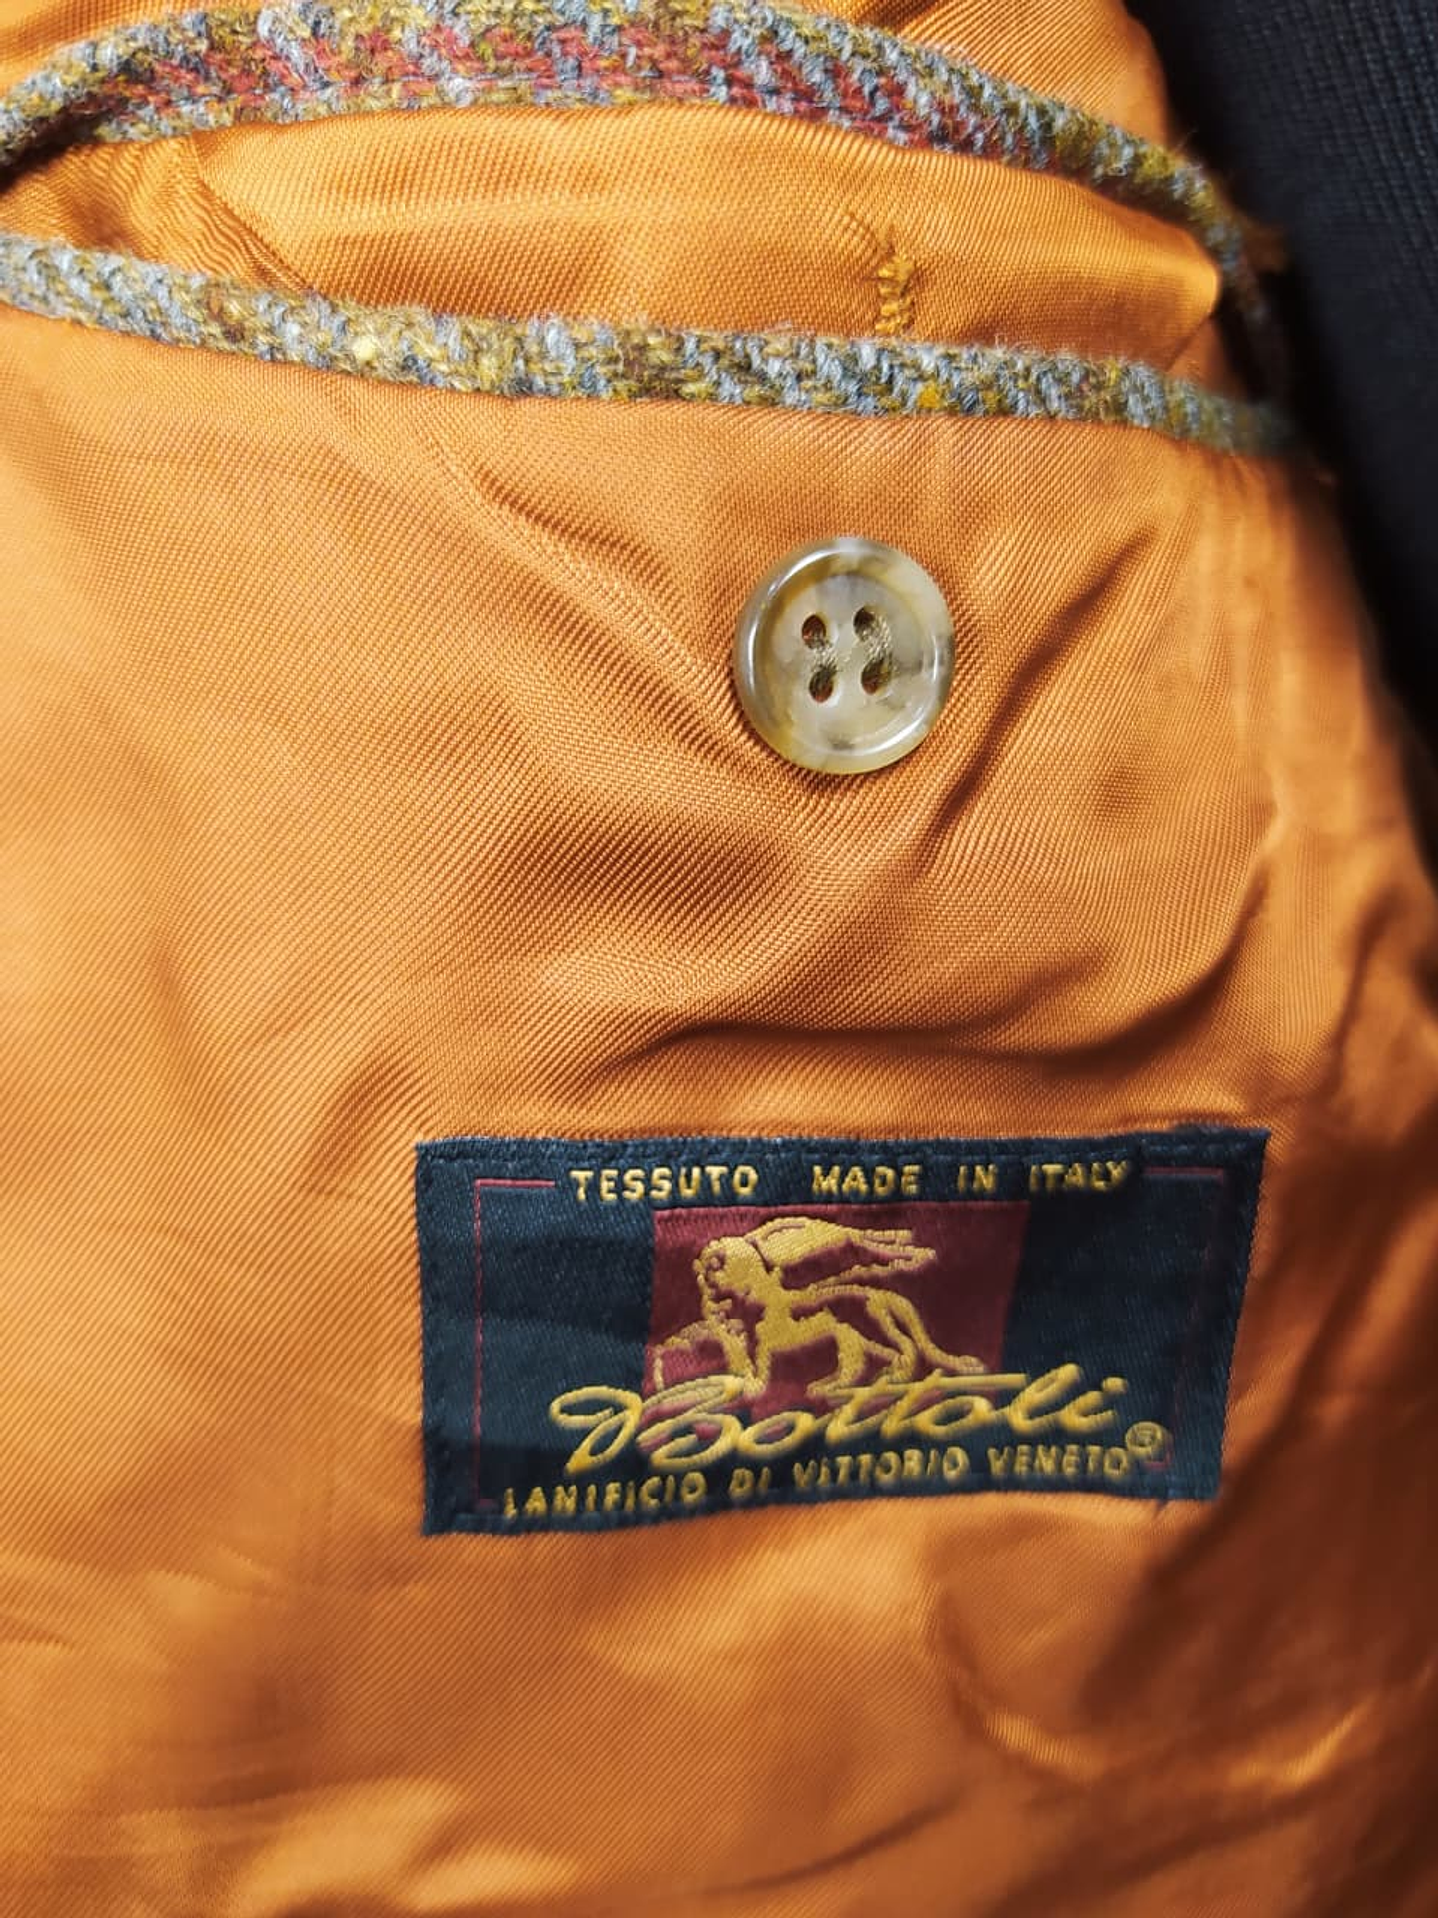 TESSUTO MADE IN ITALY
Bottoli®
LANIFICIO DI VITTORIO VENETO